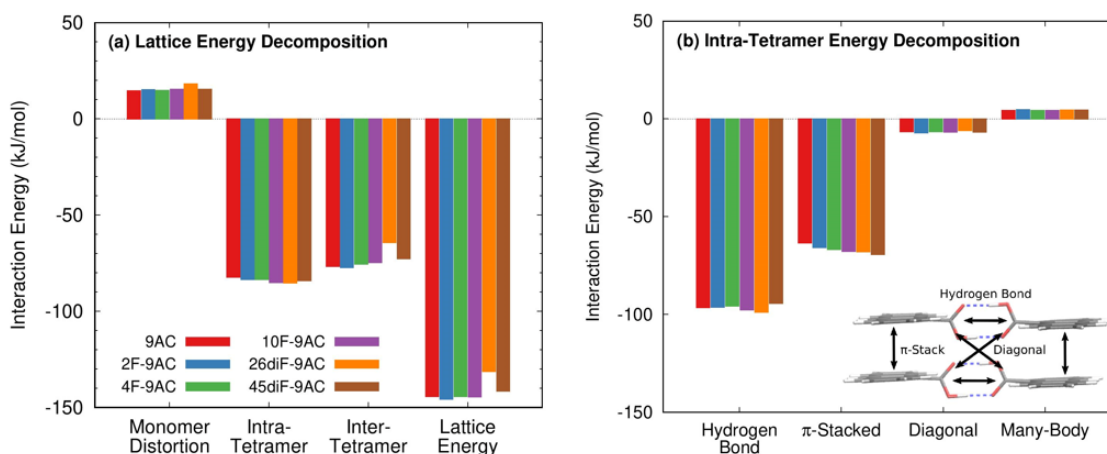 (a) Lattice Energy Decomposition
Interaction Energy (kJ/mol)
50
0
-50
-100
-150
9AC
2F-9AC
4F-9AC
10F-9AC
26diF-9AC
45diF-9AC
Monomer
Distortion
Intra-
Tetramer
Inter-
Tetramer
Lattice
Energy
(b) Intra-Tetramer Energy Decomposition
Interaction Energy (kJ/mol)
50
0
-50
-100
-150
Hydrogen Bond
π-Stack
Diagonal
Hydrogen
Bond
π-Stacked
Diagonal
Many-Body